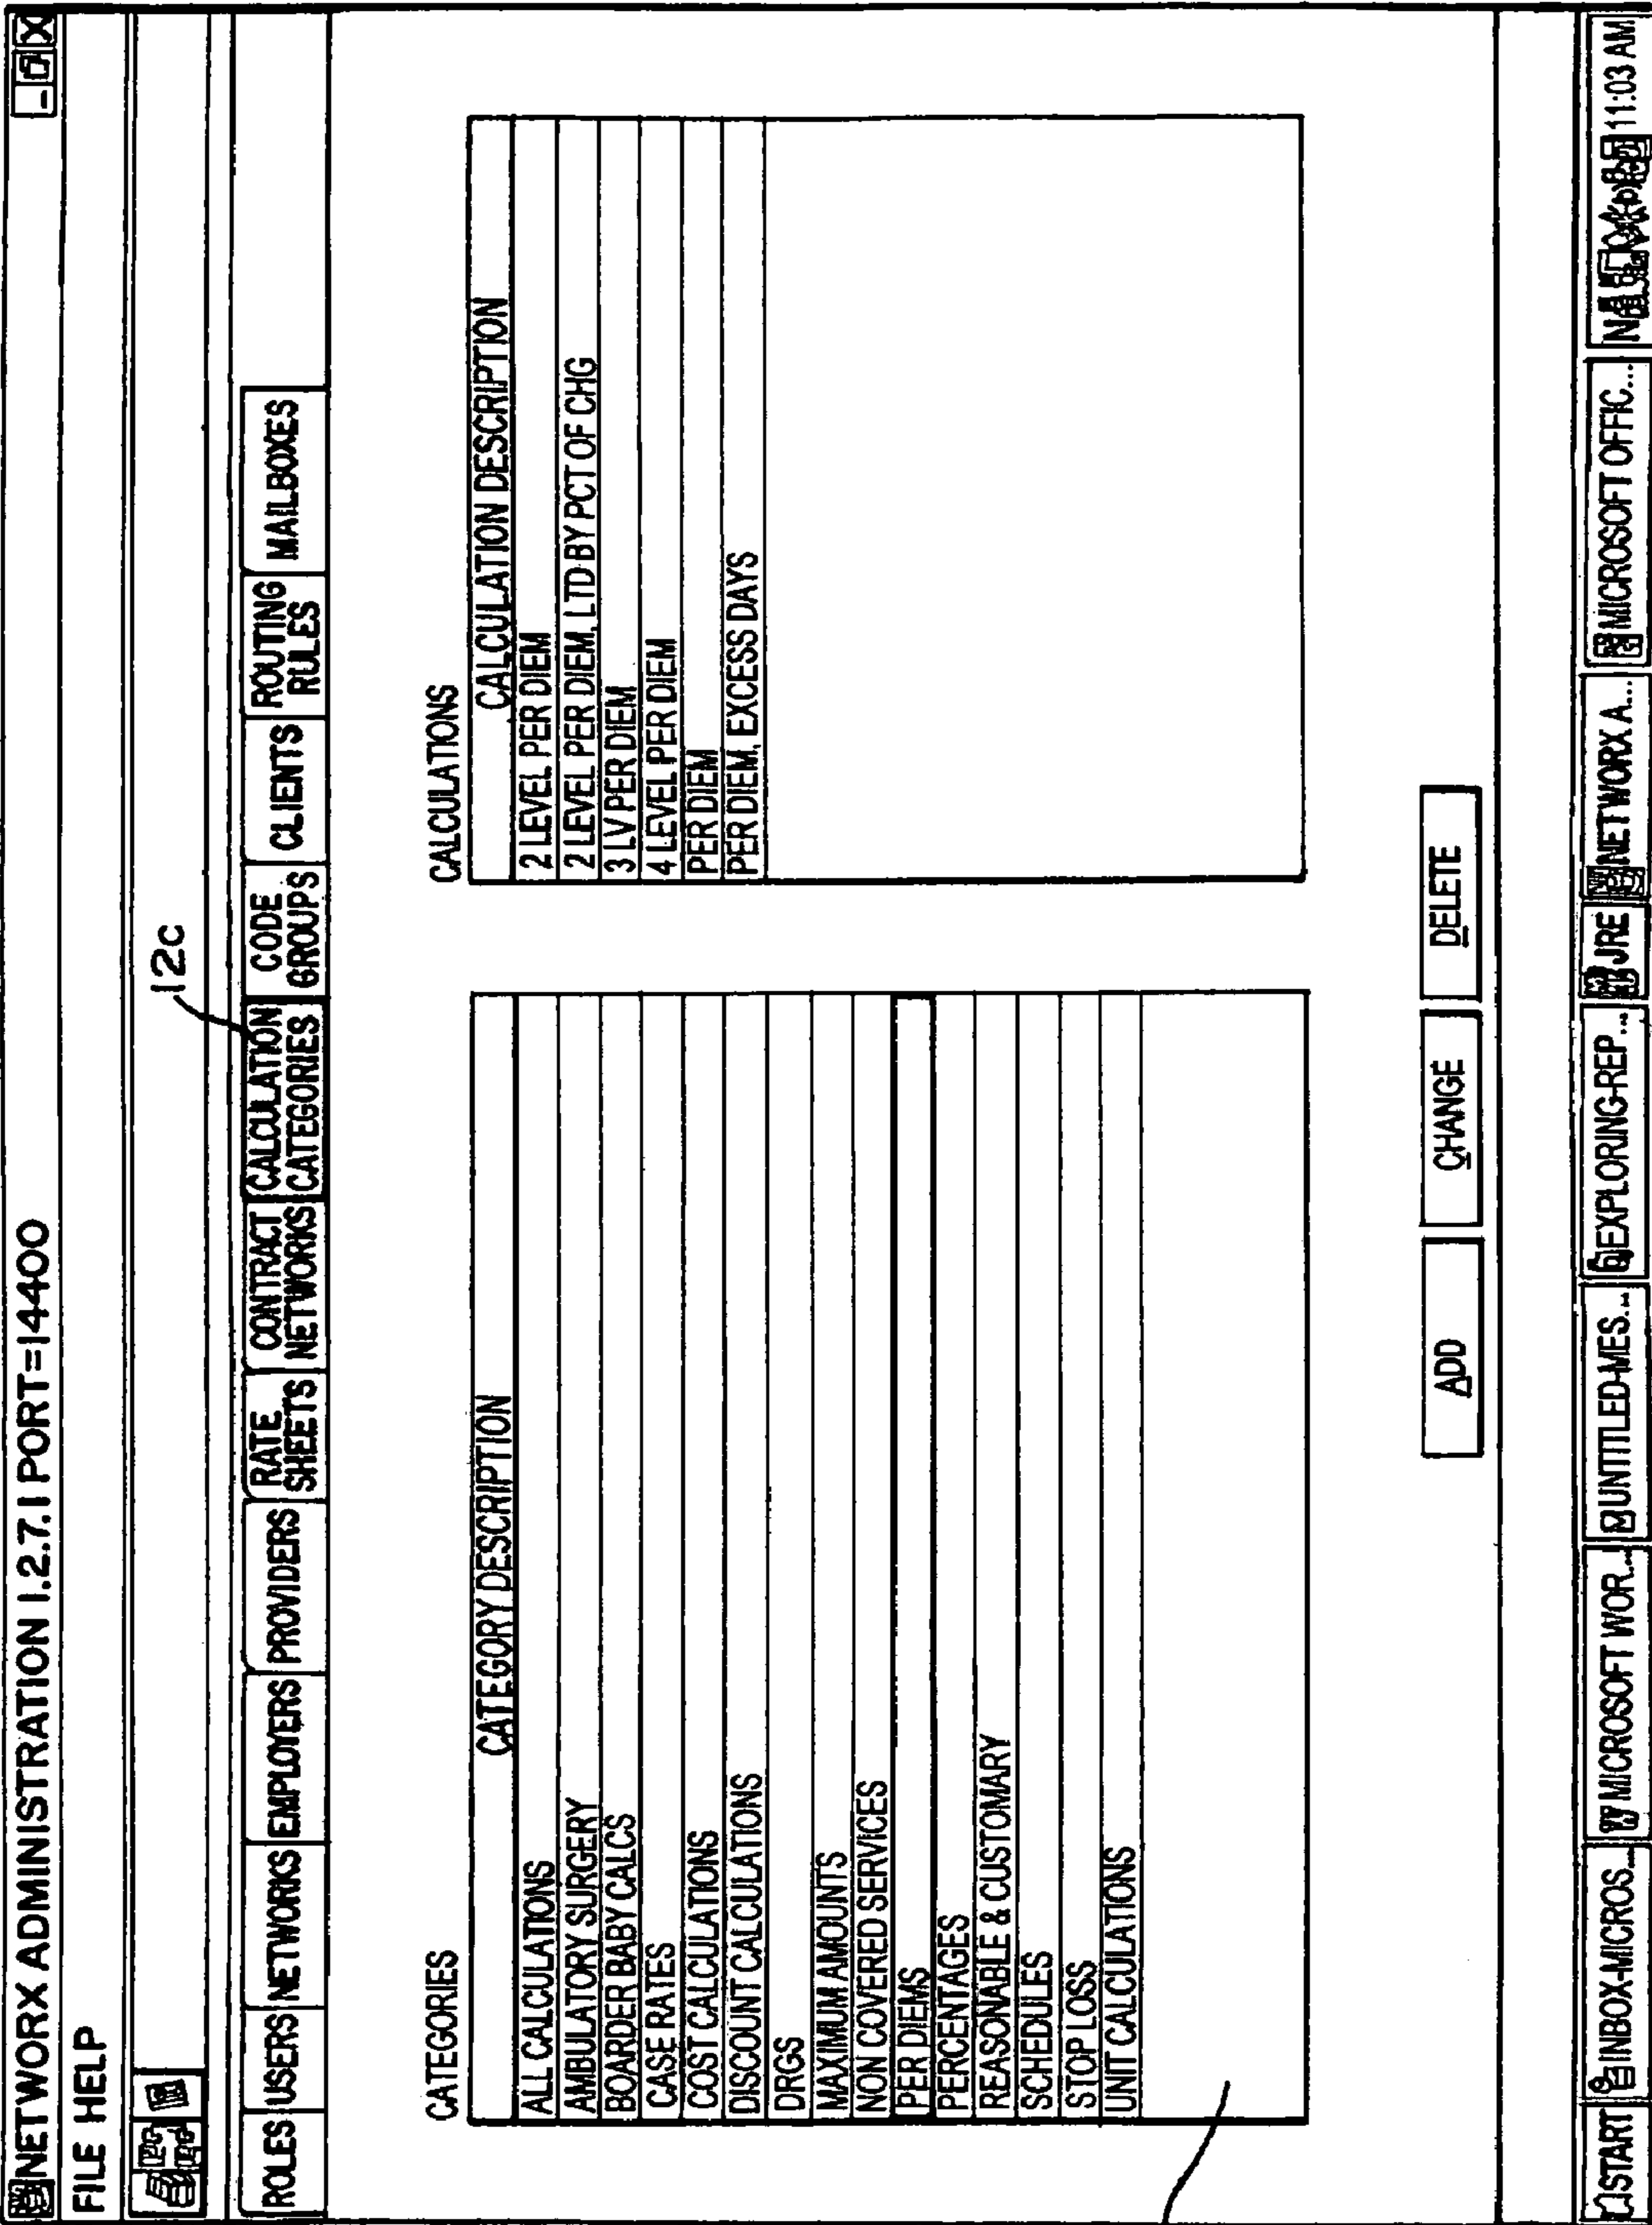 NETWORX ADMINISTRATION 1.2.7.1 PORT=14400
FILE HELP
12c
ROLES
USERS
NETWORKS
EMPLOYERS
PROVIDERS
RATE
SHEETS
CONTRACT
NETWORKS
CALCULATION
CATEGORIES
CODE
GROUPS
CLIENTS
ROUTING
RULES
MAILBOXES
CATEGORIES
CATEGORY DESCRIPTION
ALL CALCULATIONS
AMBULATORY SURGERY
BOARDER BABY CALCS
CASE RATES
COST CALCULATIONS
DISCOUNT CALCULATIONS
DRGS
MAXIMUM AMOUNTS
NON COVERED SERVICES
PER DIEMS
PERCENTAGES
REASONABLE & CUSTOMARY
SCHEDULES
STOP LOSS
UNIT CALCULATIONS
CALCULATIONS
CALCULATION DESCRIPTION
2 LEVEL PER DIEM
2 LEVEL PER DIEM, LTD BY PCT OF CHG
3 LV PER DIEM
4 LEVEL PER DIEM
PER DIEM
PER DIEM, EXCESS DAYS
ADD
CHANGE
DELETE
START
INBOX-MICROS...
MICROSOFT WOR...
UNTITLED-MES...
EXPLORING-REP...
JRE
NETWORX A...
MICROSOFT OFFIC...
11:03 AM